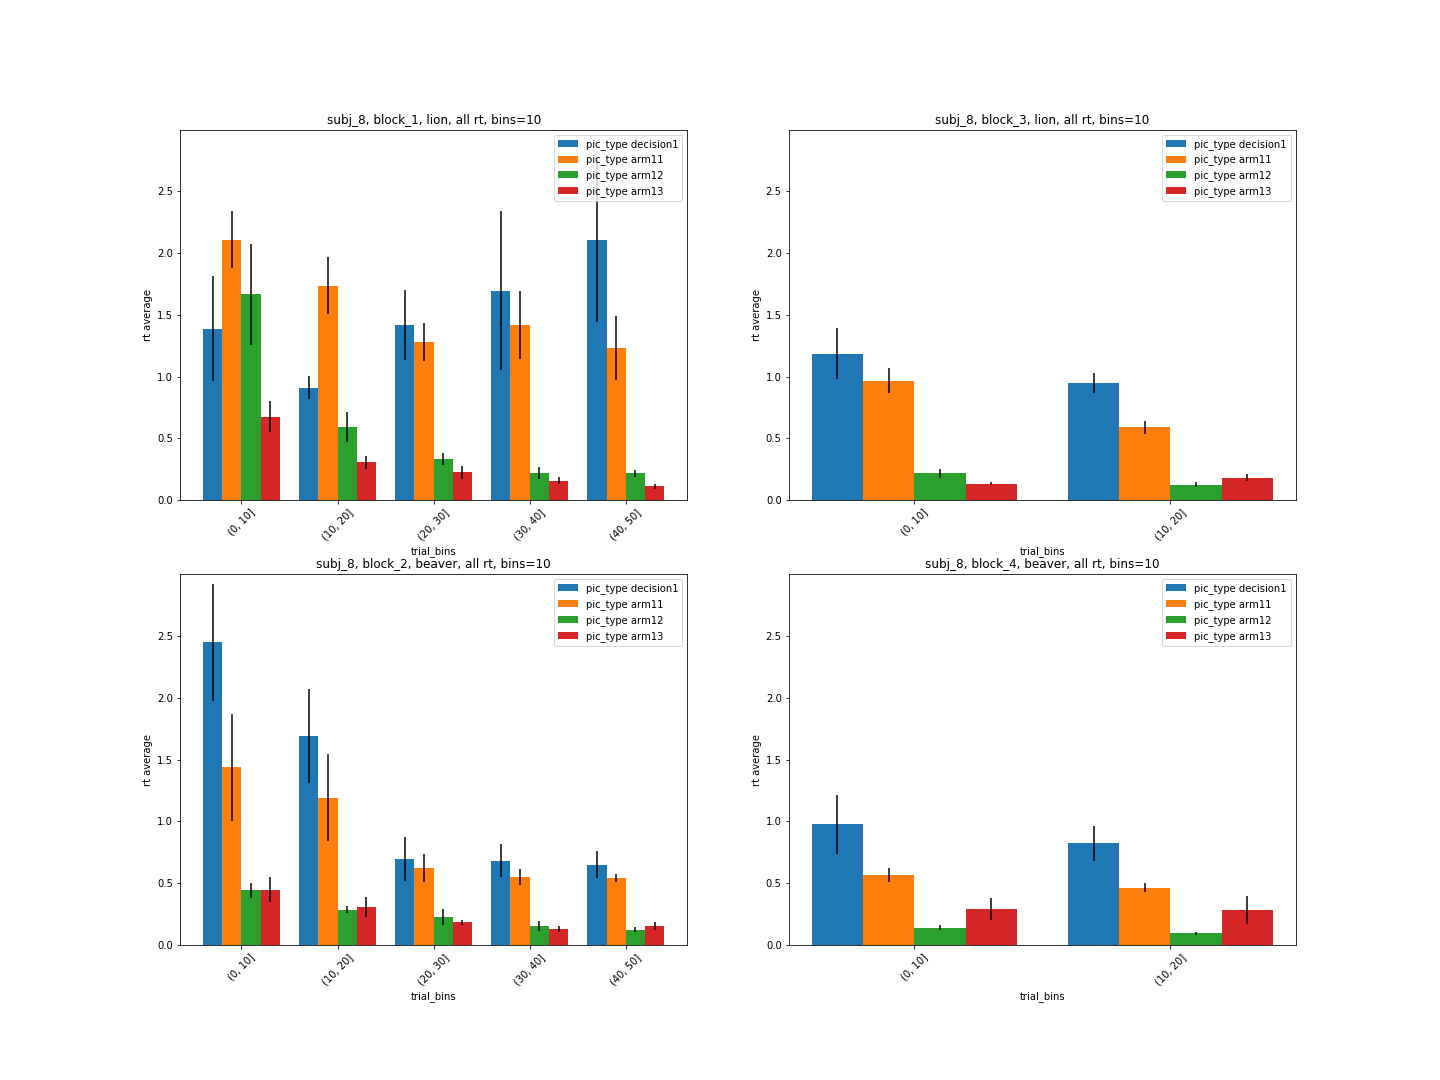 subj_8, block_1, lion, all rt, bins=10
pic_type decision1
pic_type arm11
pic_type arm12
pic_type arm13
2.5
2.0
1.5
1.0
0.5
0.0
rt average
(0, 10]
(10, 20]
(20, 30]
(30, 40]
(40, 50]
trial_bins
subj_8, block_3, lion, all rt, bins=10
pic_type decision1
pic_type arm11
pic_type arm12
pic_type arm13
2.5
2.0
1.5
1.0
0.5
0.0
rt average
(0, 10]
(10, 20]
trial_bins
subj_8, block_2, beaver, all rt, bins=10
pic_type decision1
pic_type arm11
pic_type arm12
pic_type arm13
2.5
2.0
1.5
1.0
0.5
0.0
rt average
(0, 10]
(10, 20]
(20, 30]
(30, 40]
(40, 50]
trial_bins
subj_8, block_4, beaver, all rt, bins=10
pic_type decision1
pic_type arm11
pic_type arm12
pic_type arm13
2.5
2.0
1.5
1.0
0.5
0.0
rt average
(0, 10]
(10, 20]
trial_bins